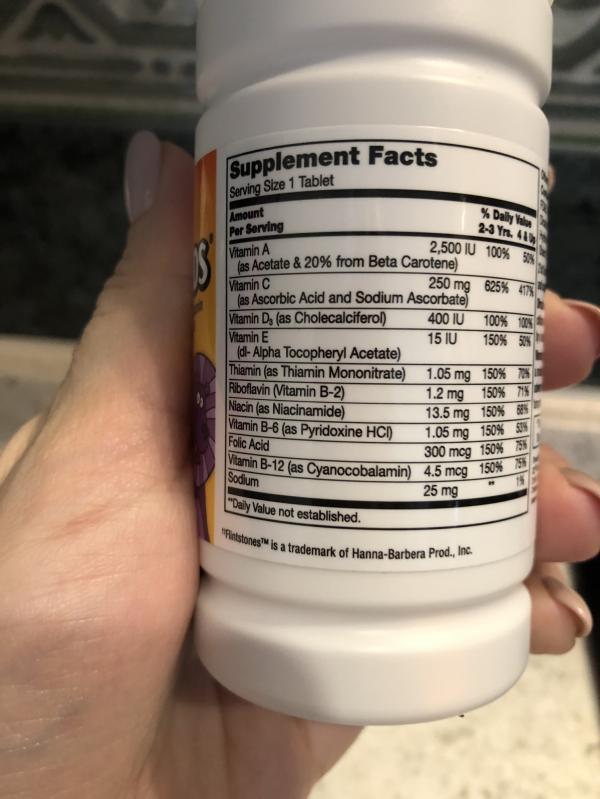 Supplement Facts
Serving Size 1 Tablet
Amount Per Serving % Daily Value
2-3 Yrs. 4 & Up
Vitamin A 2,500 IU 100% 50%
(as Acetate & 20% from Beta Carotene)
Vitamin C 250 mg 625% 417%
(as Ascorbic Acid and Sodium Ascorbate)
Vitamin D3 (as Cholecalciferol) 400 IU 100% 100%
Vitamin E 15 IU 150% 50%
(dl- Alpha Tocopheryl Acetate)
Thiamin (as Thiamin Mononitrate) 1.05 mg 150% 70%
Riboflavin (Vitamin B-2) 1.2 mg 150% 71%
Niacin (as Niacinamide) 13.5 mg 150% 68%
Vitamin B-6 (as Pyridoxine HCl) 1.05 mg 150% 53%
Folic Acid 300 mcg 150% 75%
Vitamin B-12 (as Cyanocobalamin) 4.5 mcg 150% 75%
Sodium 25 mg ** 1%
**Daily Value not established.
"Flintstones™ is a trademark of Hanna-Barbera Prod., Inc.